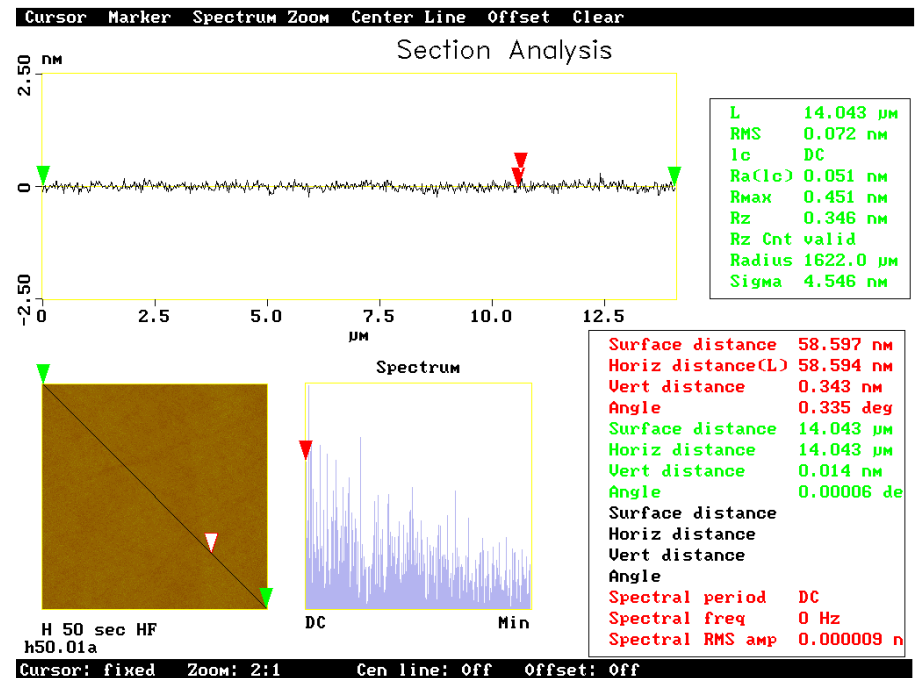 Cursor Marker Spectrum Zoom Center Line Offset Clear
Section Analysis
2.50 nm
0
-2.50
0 2.5 5.0 7.5 10.0 12.5
µm
L 14.043 µm
RMS 0.072 nm
lc DC
Ra(lc) 0.051 nm
Rmax 0.451 nm
Rz 0.346 nm
Rz Cnt valid
Radius 1622.0 µm
Sigma 4.546 nm
Surface distance 58.597 nm
Horiz distance(L) 58.594 nm
Vert distance 0.343 nm
Angle 0.335 deg
Surface distance 14.043 µm
Horiz distance 14.043 µm
Vert distance 0.014 nm
Angle 0.00006 de
Surface distance
Horiz distance
Vert distance
Angle
Spectral period DC
Spectral freq 0 Hz
Spectral RMS amp 0.000009 n
Spectrum
DC Min
H 50 sec HF
h50.01a
Cursor: fixed Zoom: 2:1 Cen line: Off Offset: Off